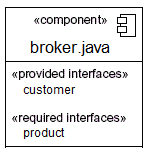 «component»
broker.java
«provided interfaces»
customer
«required interfaces»
product